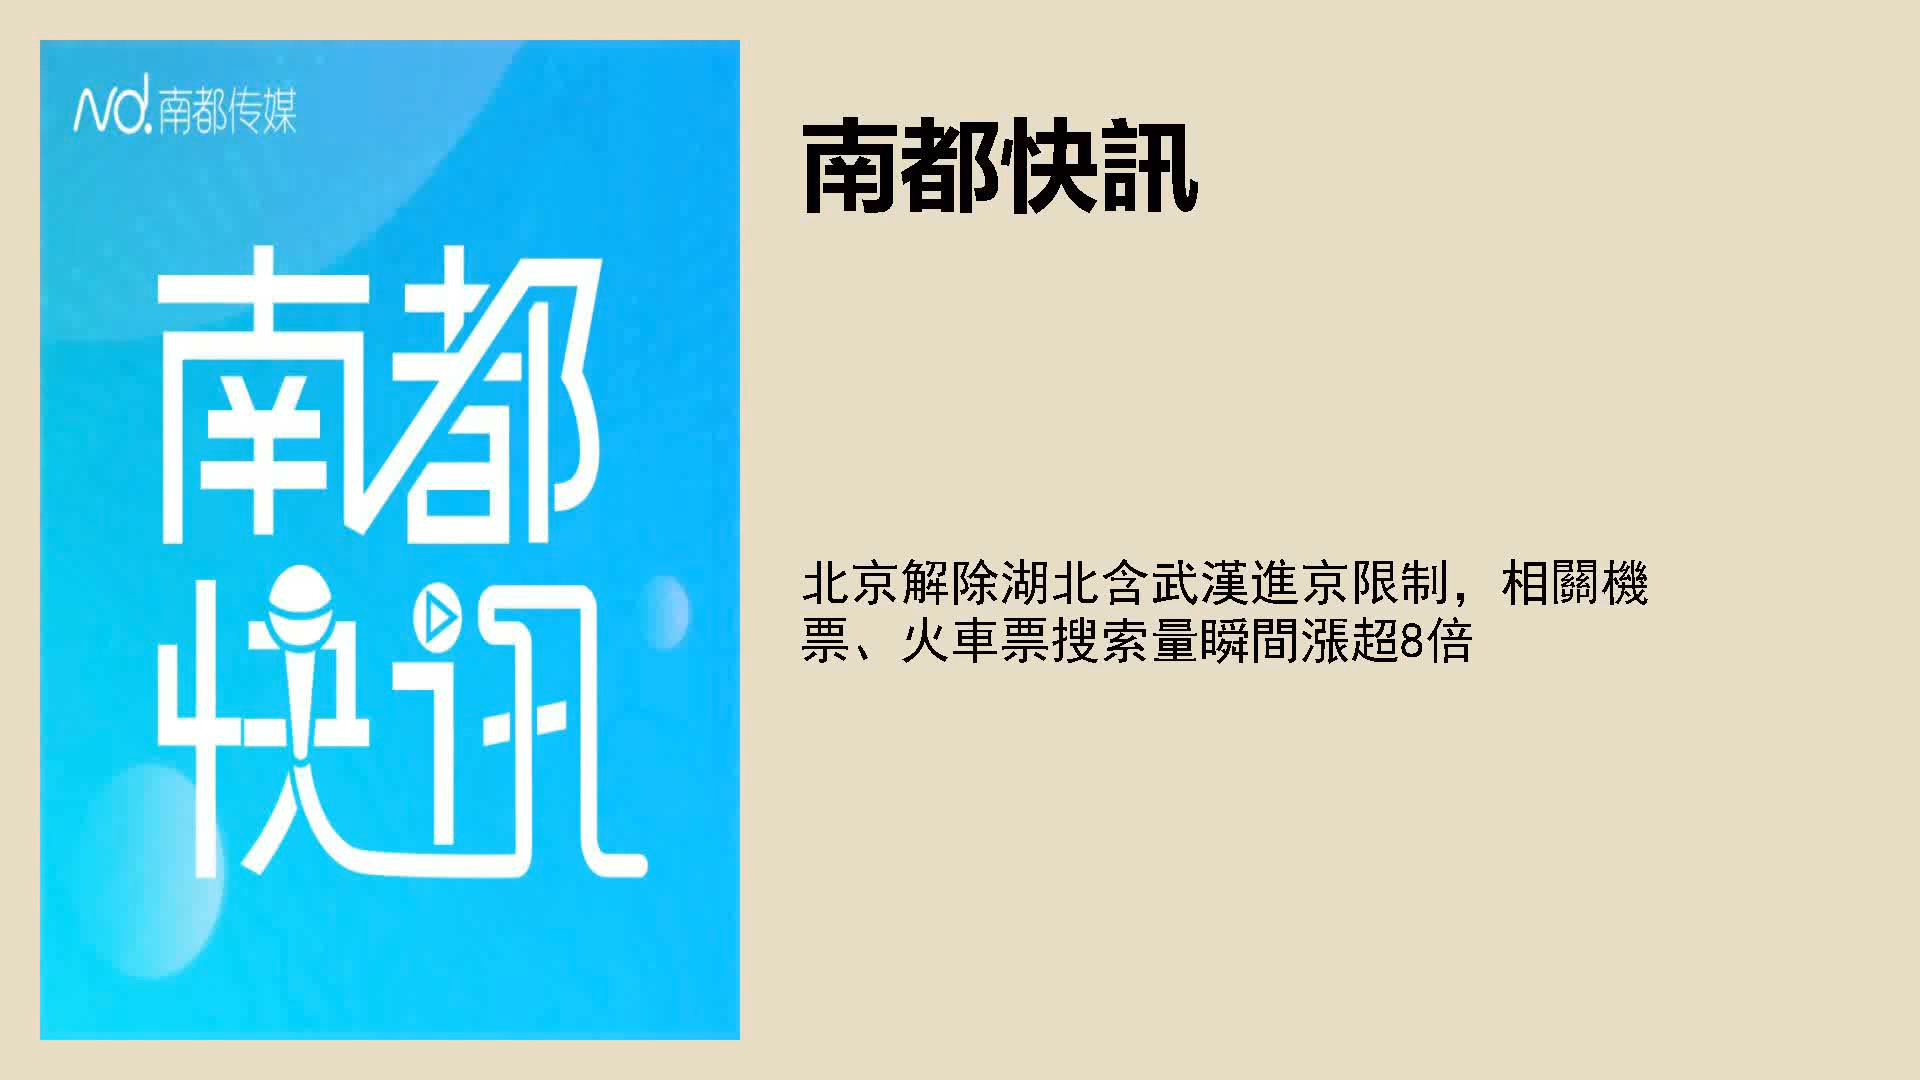 Nd.南都传媒
南都
快讯
南都快訊
北京解除湖北含武漢進京限制，相關機
票、火車票搜索量瞬間漲超8倍